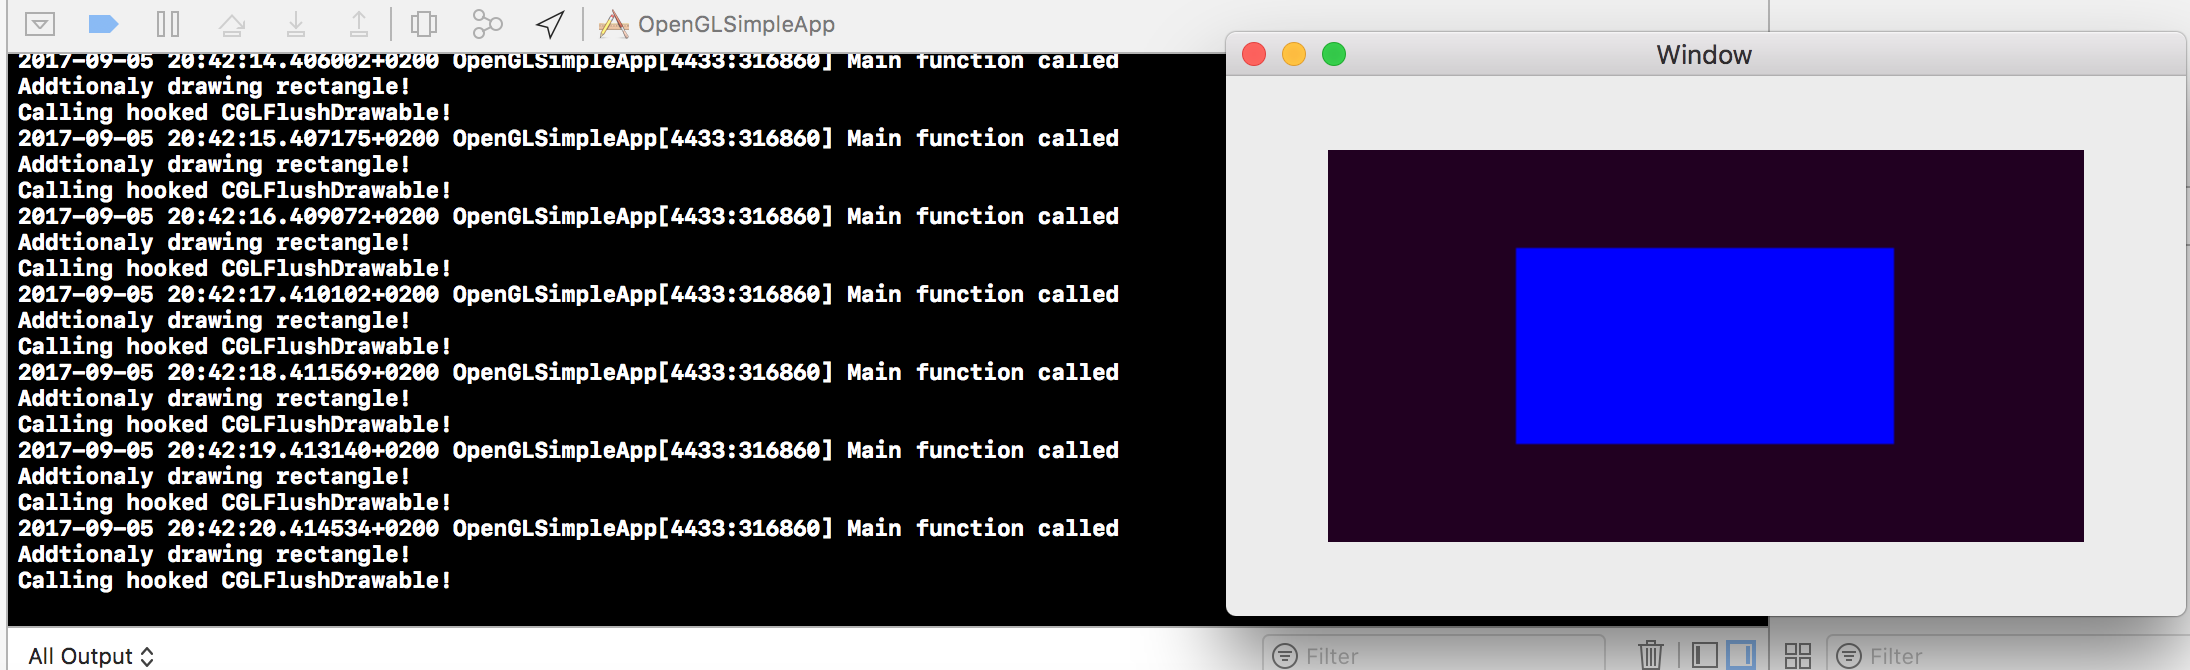 OpenGLSimpleApp
2017-09-05 20:42:14.406002+0200 OpenGLSimpleApp[4433:316860] Main function called
Addtionaly drawing rectangle!
Calling hooked CGLFlushDrawable!
2017-09-05 20:42:15.407175+0200 OpenGLSimpleApp[4433:316860] Main function called
Addtionaly drawing rectangle!
Calling hooked CGLFlushDrawable!
2017-09-05 20:42:16.409072+0200 OpenGLSimpleApp[4433:316860] Main function called
Addtionaly drawing rectangle!
Calling hooked CGLFlushDrawable!
2017-09-05 20:42:17.410102+0200 OpenGLSimpleApp[4433:316860] Main function called
Addtionaly drawing rectangle!
Calling hooked CGLFlushDrawable!
2017-09-05 20:42:18.411569+0200 OpenGLSimpleApp[4433:316860] Main function called
Addtionaly drawing rectangle!
Calling hooked CGLFlushDrawable!
2017-09-05 20:42:19.413140+0200 OpenGLSimpleApp[4433:316860] Main function called
Addtionaly drawing rectangle!
Calling hooked CGLFlushDrawable!
2017-09-05 20:42:20.414534+0200 OpenGLSimpleApp[4433:316860] Main function called
Addtionaly drawing rectangle!
Calling hooked CGLFlushDrawable!
Window
All Output
Filter
Filter